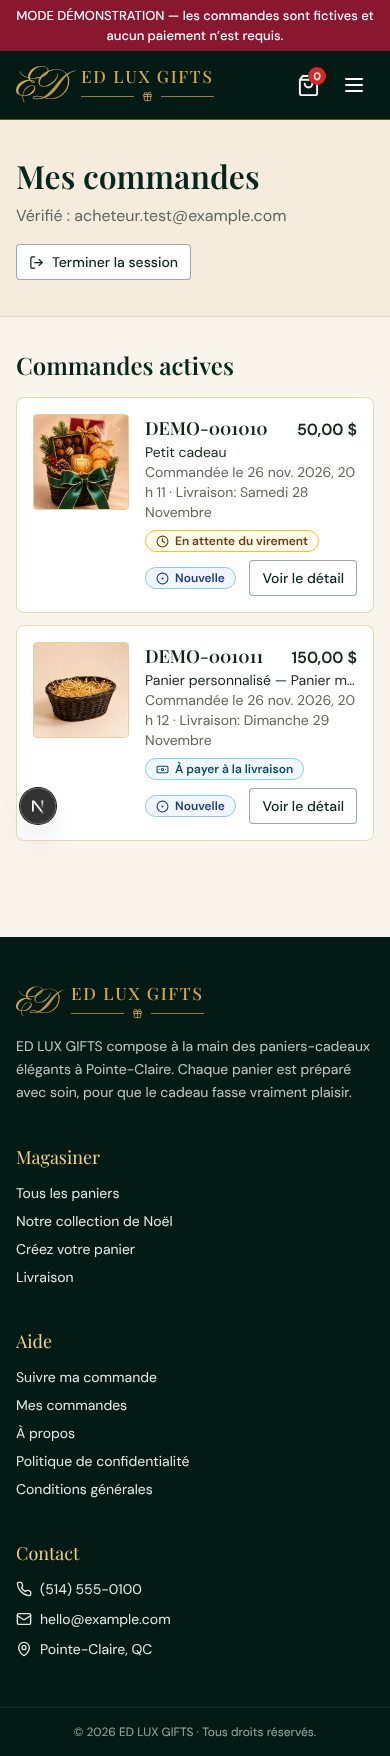 MODE DÉMONSTRATION — les commandes sont fictives et
aucun paiement n’est requis.
ED LUX GIFTS
0
Mes commandes
Vérifié : acheteur.test@example.com
Terminer la session
Commandes actives
DEMO-001010 50,00 $
Petit cadeau
Commandée le 26 nov. 2026, 20
h 11 · Livraison: Samedi 28
Novembre
En attente du virement
Nouvelle Voir le détail
DEMO-001011 150,00 $
Panier personnalisé — Panier m…
Commandée le 26 nov. 2026, 20
h 12 · Livraison: Dimanche 29
Novembre
À payer à la livraison
N Nouvelle Voir le détail
ED LUX GIFTS
ED LUX GIFTS compose à la main des paniers-cadeaux
élégants à Pointe-Claire. Chaque panier est préparé
avec soin, pour que le cadeau fasse vraiment plaisir.
Magasiner
Tous les paniers
Notre collection de Noël
Créez votre panier
Livraison
Aide
Suivre ma commande
Mes commandes
À propos
Politique de confidentialité
Conditions générales
Contact
(514) 555-0100
hello@example.com
Pointe-Claire, QC
© 2026 ED LUX GIFTS · Tous droits réservés.